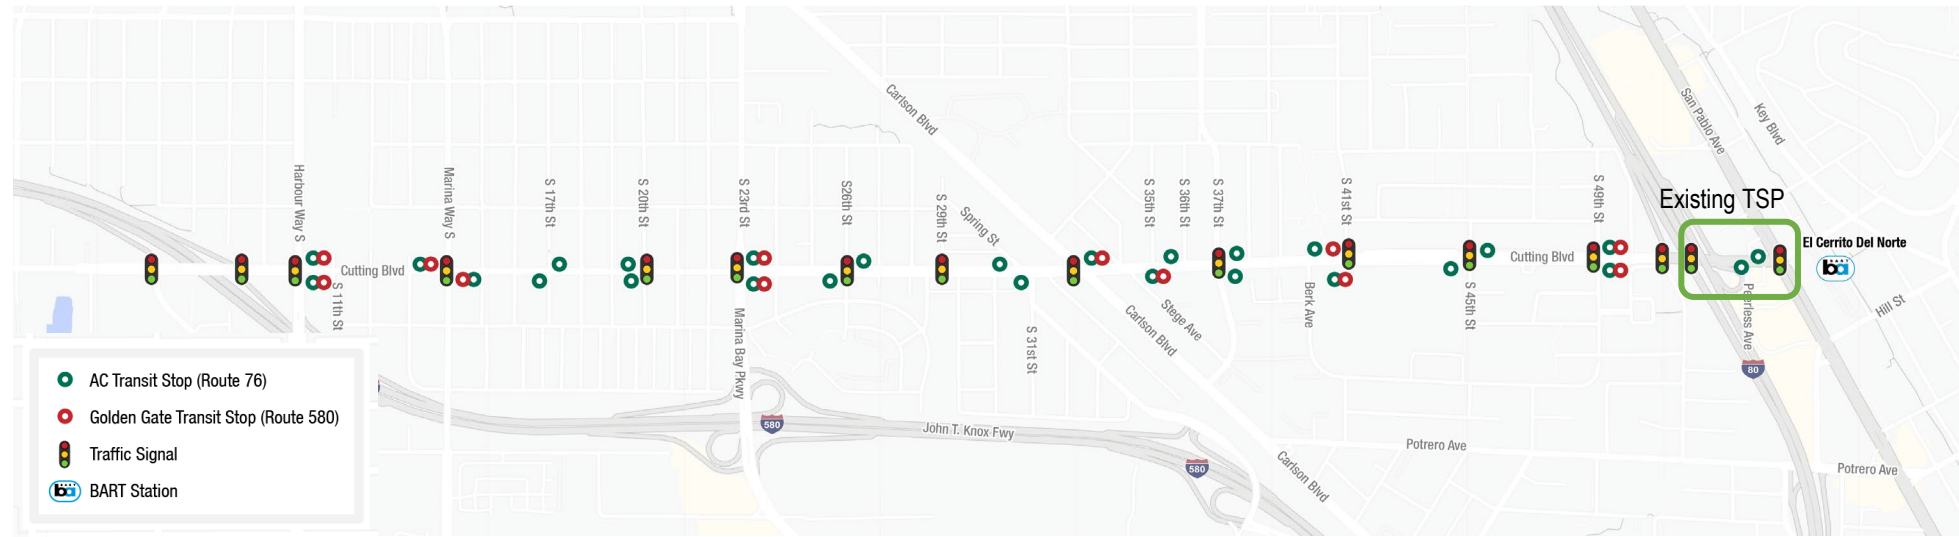 Carlson Blvd
San Pablo Ave
Key Blvd
Harbour Way S
Marina Way S
S 17th St
S 20th St
S 23rd St
S26th St
S 29th St
Spring St
S 35th St
S 36th St
S 37th St
S 41st St
S 49th St
Existing TSP
El Cerrito Del Norte
BART
ba
Cutting Blvd
Cutting Blvd
S 11th St
Marina Bay Pkwy
S 31st St
Carlson Blvd
Stege Ave
Berk Ave
S 45th St
Peerless Ave
Hill St
80
580
John T. Knox Fwy
580
Carlson Blvd
Potrero Ave
Potrero Ave
AC Transit Stop (Route 76)
Golden Gate Transit Stop (Route 580)
Traffic Signal
BART
ba
BART Station